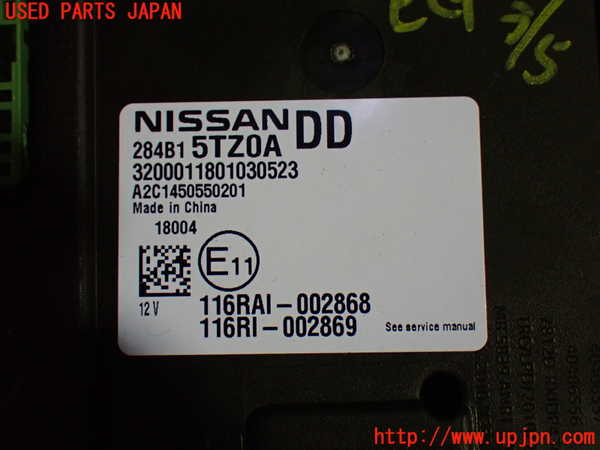 USED PARTS JAPAN
NISSAN DD
284B1 5TZ0A
3200011801030523
A2C1450550201
Made in China
18004
E11
12V
116RAI-002868
116RI-002869
See service manual
http://www.upjpn.com/